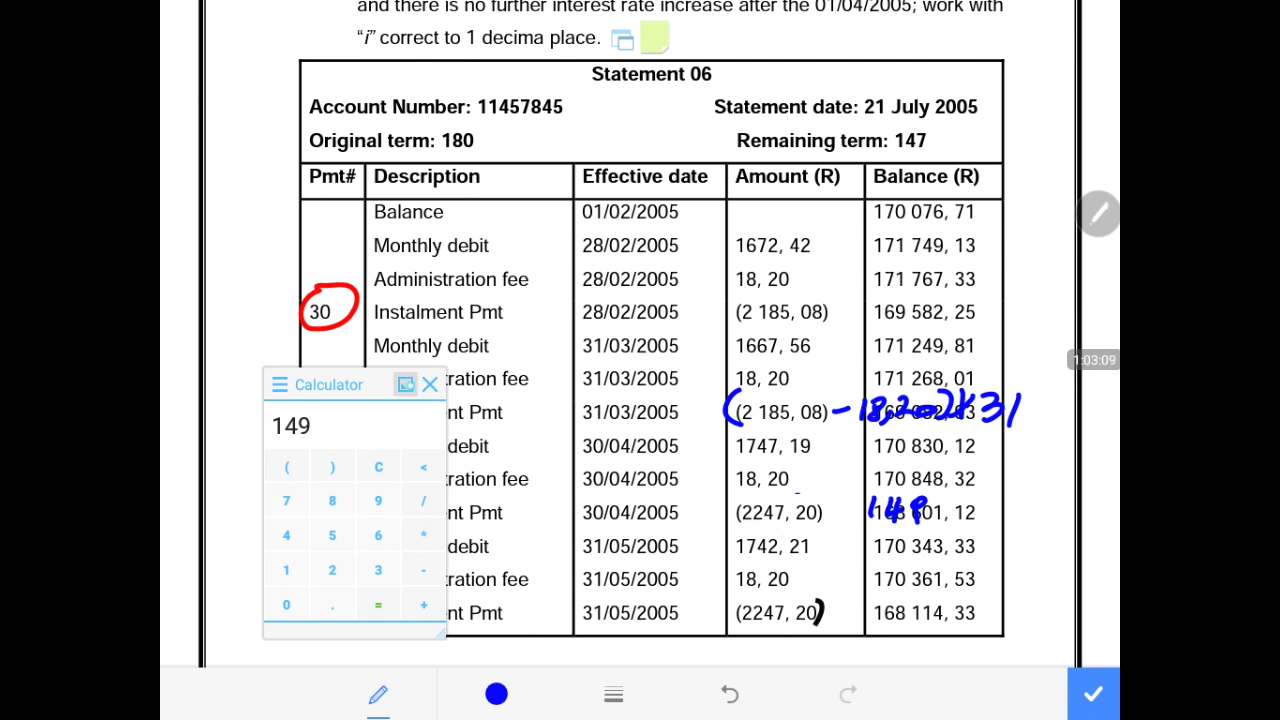 and there is no further interest rate increase after the 01/04/2005; work with
“i” correct to 1 decima place.
Statement 06
Account Number: 11457845 Statement date: 21 July 2005
Original term: 180 Remaining term: 147
Pmt# Description Effective date Amount (R) Balance (R)
Balance 01/02/2005 170 076, 71
Monthly debit 28/02/2005 1672, 42 171 749, 13
Administration fee 28/02/2005 18, 20 171 767, 33
30 Instalment Pmt 28/02/2005 (2 185, 08) 169 582, 25
Monthly debit 31/03/2005 1667, 56 171 249, 81
tration fee 31/03/2005 18, 20 171 268, 01
nt Pmt 31/03/2005 (2 185, 08) - 18,20) x 31
debit 30/04/2005 1747, 19 170 830, 12
tration fee 30/04/2005 18, 20 170 848, 32
nt Pmt 30/04/2005 (2247, 20) 168 601, 12
149
debit 31/05/2005 1742, 21 170 343, 33
tration fee 31/05/2005 18, 20 170 361, 53
nt Pmt 31/05/2005 (2247, 20) 168 114, 33
Calculator
149
( ) C <
7 8 9 /
4 5 6 *
1 2 3 -
0 . = +
1:03:09